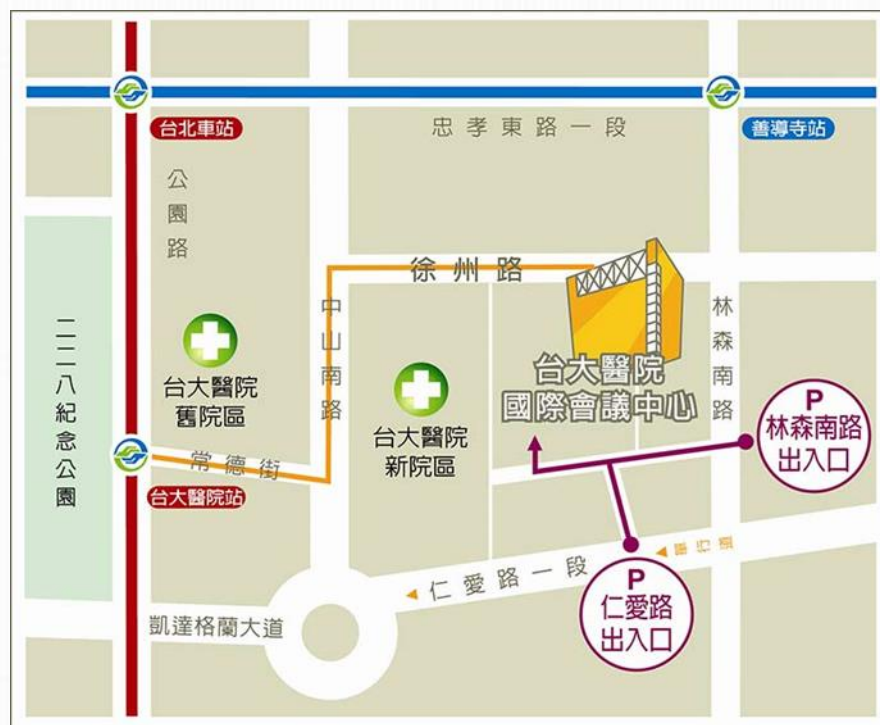 台北車站
忠孝東路一段
善導寺站
公園路
徐州路
中山南路
林森南路
二二八紀念公園
台大醫院
舊院區
台大醫院
新院區
台大醫院
國際會議中心
P
林森南路
出入口
常德街
台大醫院站
單行道
仁愛路一段
P
仁愛路
出入口
凱達格蘭大道